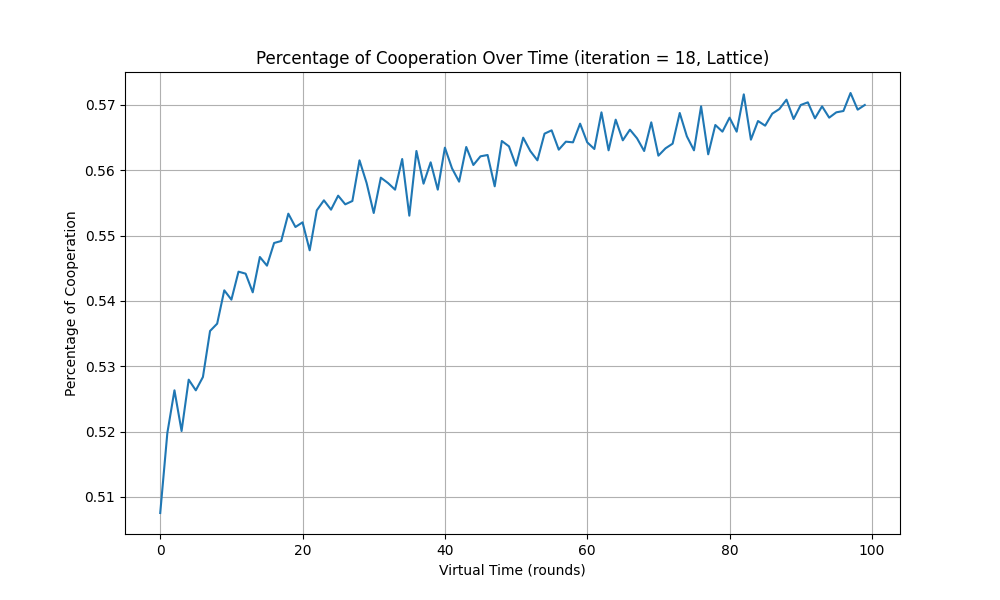 Percentage of Cooperation Over Time (iteration = 18, Lattice)
Percentage of Cooperation
0.57
0.56
0.55
0.54
0.53
0.52
0.51
0 20 40 60 80 100
Virtual Time (rounds)